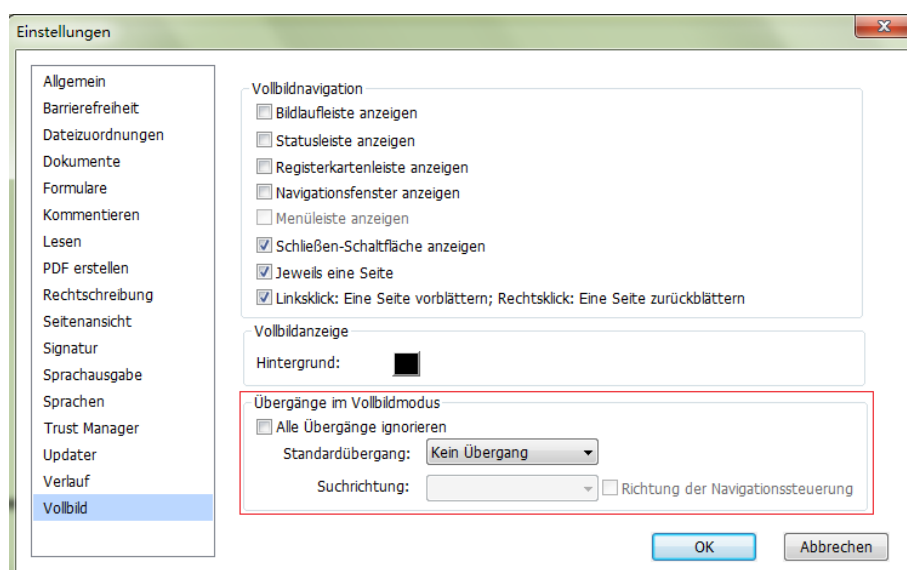 Einstellungen
Allgemein
Barrierefreiheit
Dateizuordnungen
Dokumente
Formulare
Kommentieren
Lesen
PDF erstellen
Rechtschreibung
Seitenansicht
Signatur
Sprachausgabe
Sprachen
Trust Manager
Updater
Verlauf
Vollbild
Vollbildnavigation
Bildlaufleiste anzeigen
Statusleiste anzeigen
Registerkartenleiste anzeigen
Navigationsfenster anzeigen
Menüleiste anzeigen
Schließen-Schaltfläche anzeigen
Jeweils eine Seite
Linksklick: Eine Seite vorblättern; Rechtsklick: Eine Seite zurückblättern
Vollbildanzeige
Hintergrund:
Übergänge im Vollbildmodus
Alle Übergänge ignorieren
Standardübergang: Kein Übergang
Suchrichtung: Richtung der Navigationssteuerung
OK Abbrechen